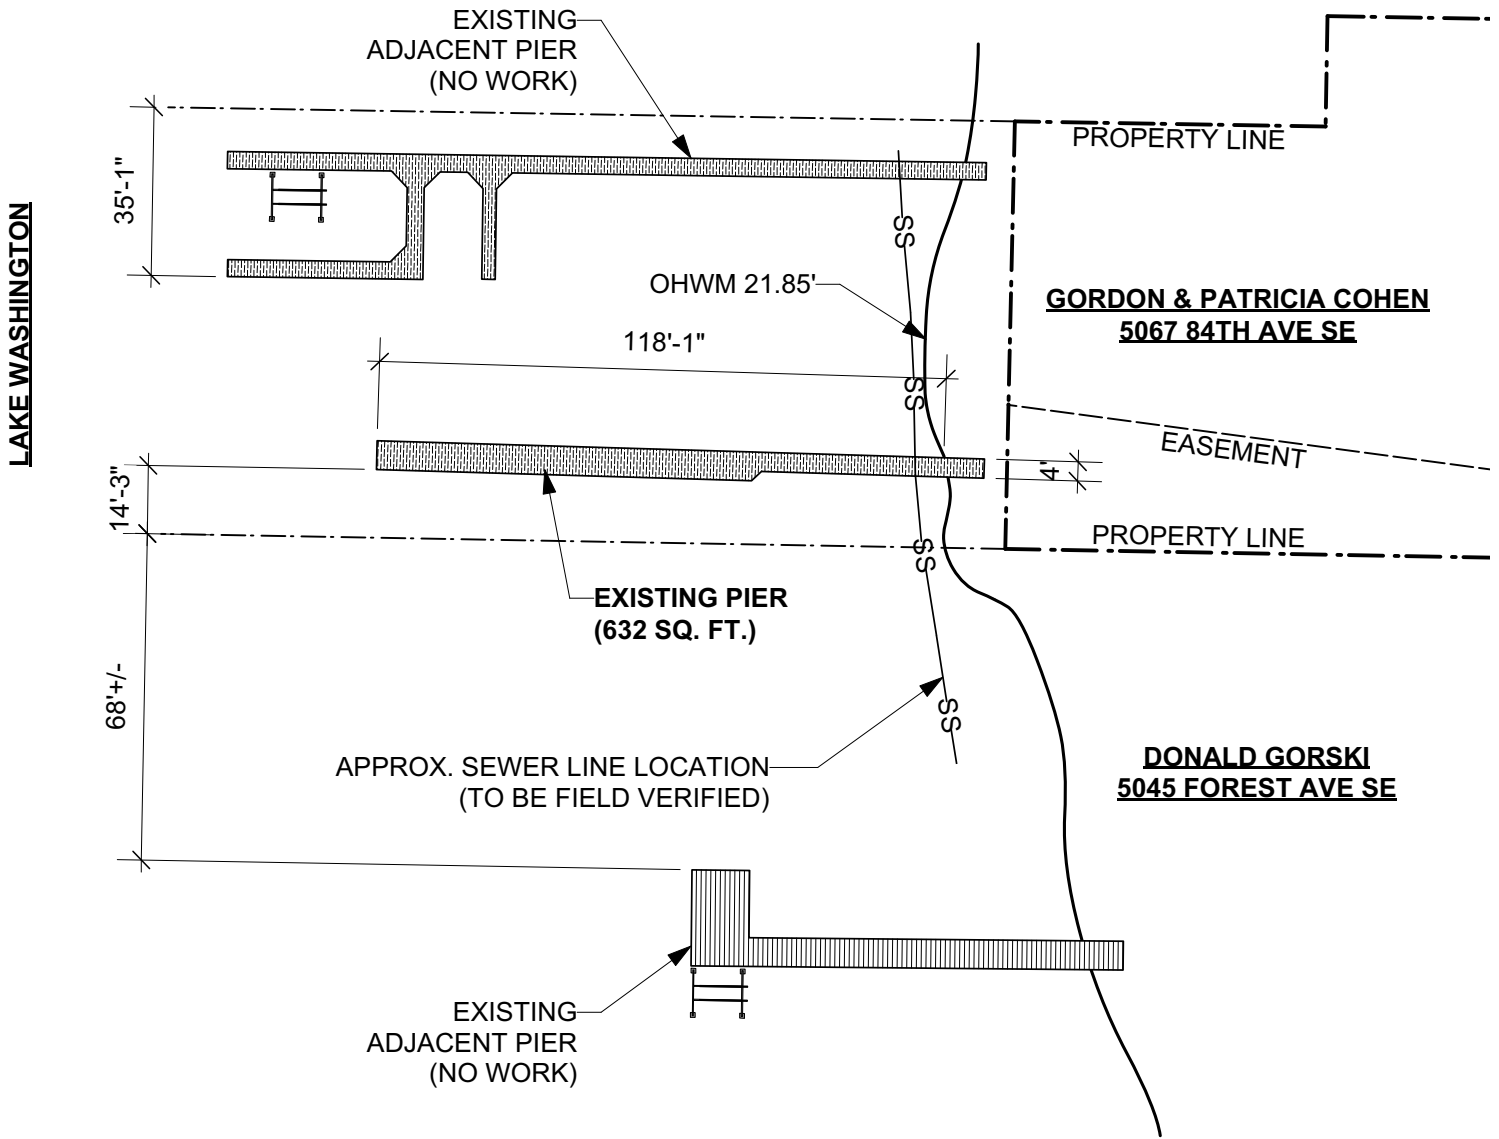 EXISTING
ADJACENT PIER
(NO WORK)
PROPERTY LINE
35'-1"
SS
LAKE WASHINGTON
OHWM 21.85'
GORDON & PATRICIA COHEN
5067 84TH AVE SE
118'-1"
SS
EASEMENT
4'
14'-3"
PROPERTY LINE
SS
EXISTING PIER
(632 SQ. FT.)
68'+/-
SS
APPROX. SEWER LINE LOCATION
(TO BE FIELD VERIFIED)
DONALD GORSKI
5045 FOREST AVE SE
EXISTING
ADJACENT PIER
(NO WORK)